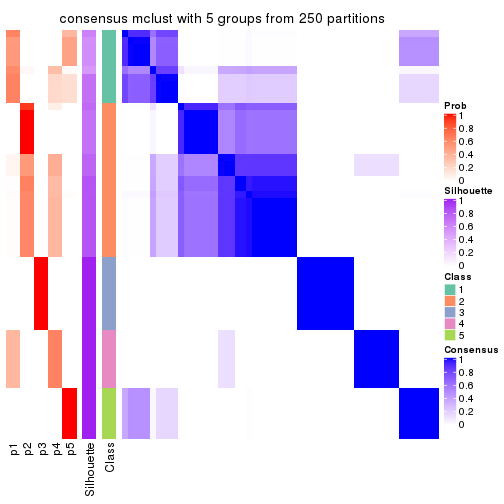 consensus mclust with 5 groups from 250 partitions
Prob
1
0.8
0.6
0.4
0.2
0
Silhouette
1
0.8
0.6
0.4
0.2
0
Class
1
2
3
4
5
Consensus
1
0.8
0.6
0.4
0.2
0
p1
p2
p3
p4
p5
Silhouette
Class